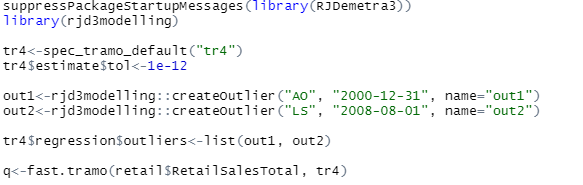 suppressPackageStartupMessages(library(RJDemetra3))
library(rjd3modelling)
tr4<-spec_tramo_default("tr4")
tr4$estimate$tol<-1e-12
out1<-rjd3modelling::createOutlier("AO", "2000-12-31", name="out1")
out2<-rjd3modelling::createOutlier("LS", "2008-08-01", name="out2")
tr4$regression$outliers<-list(out1, out2)
q<-fast.tramo(retail$RetailSalesTotal, tr4)